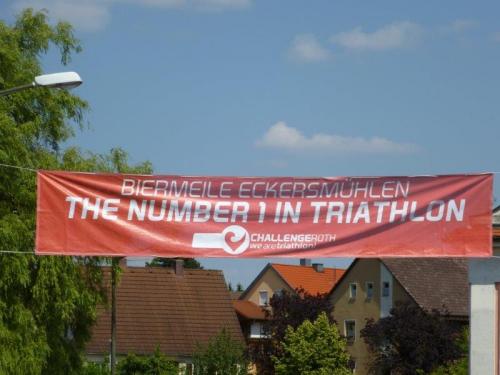 BIERMEILE ECKERSMÜHLEN
THE NUMBER 1 IN TRIATHLON
CHALLENGEROTH
we are triathlon!